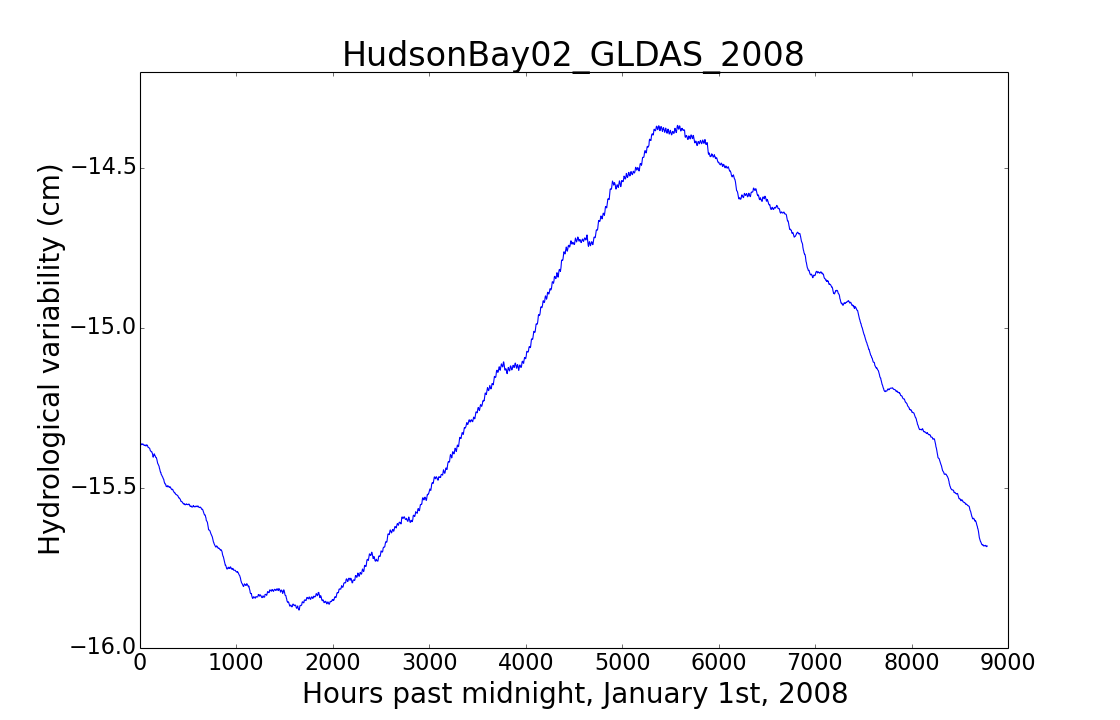 HudsonBay02_GLDAS_2008
Hydrological variability (cm)
−14.5
−15.0
−15.5
−16.0
0 1000 2000 3000 4000 5000 6000 7000 8000 9000
Hours past midnight, January 1st, 2008